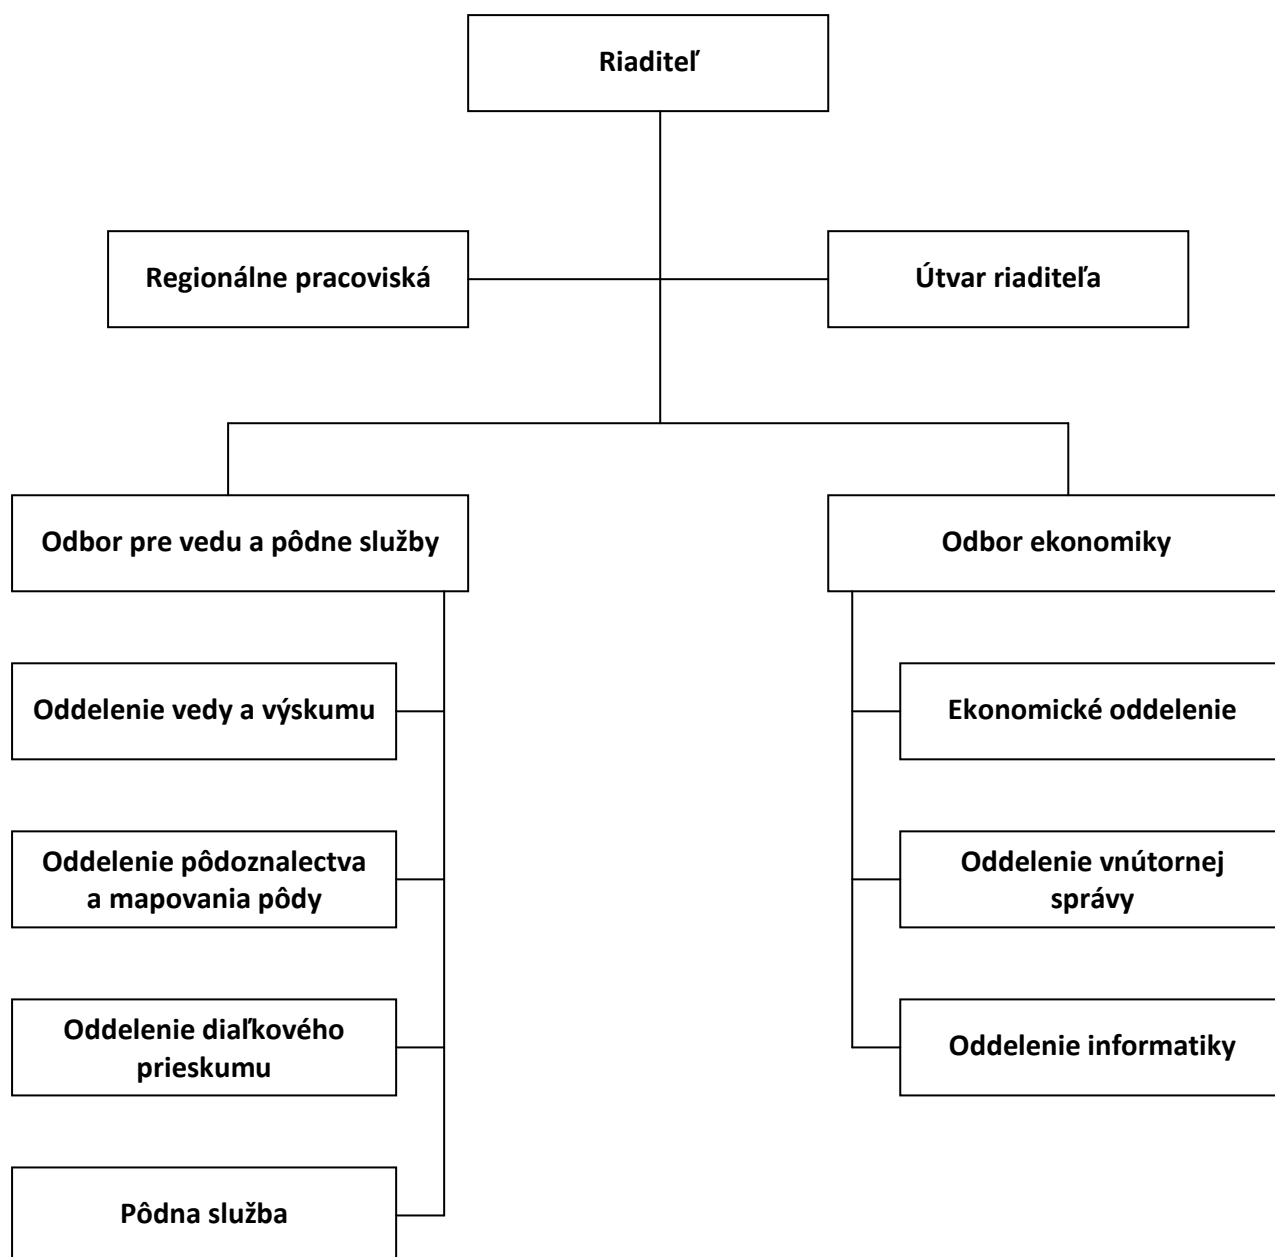 Riaditeľ
Regionálne pracoviská
Útvar riaditeľa
Odbor pre vedu a pôdne služby
Odbor ekonomiky
Oddelenie vedy a výskumu
Ekonomické oddelenie
Oddelenie pôdoznalectva
a mapovania pôdy
Oddelenie vnútornej
správy
Oddelenie diaľkového
prieskumu
Oddelenie informatiky
Pôdna služba